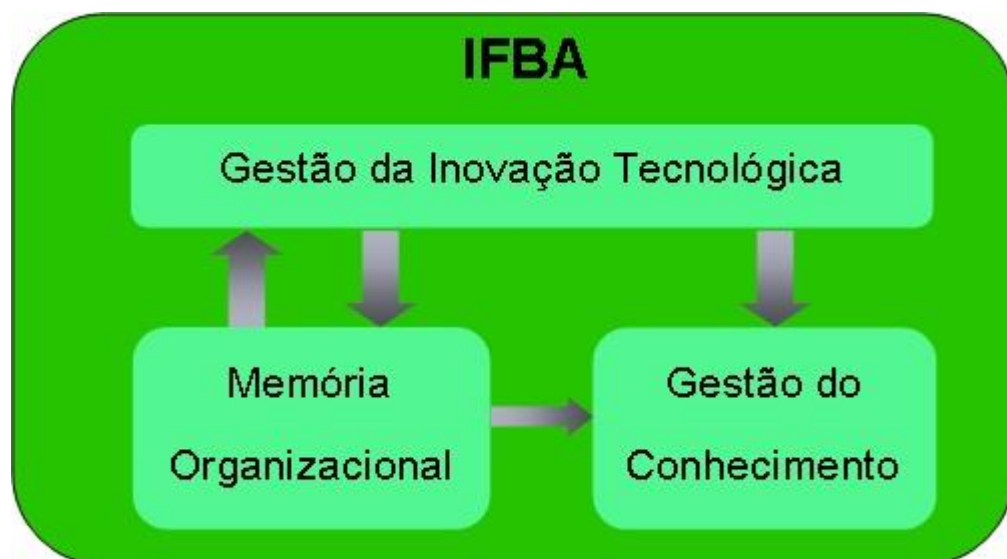 IFBA
Gestão da Inovação Tecnológica
Memória
Organizacional
Gestão do
Conhecimento